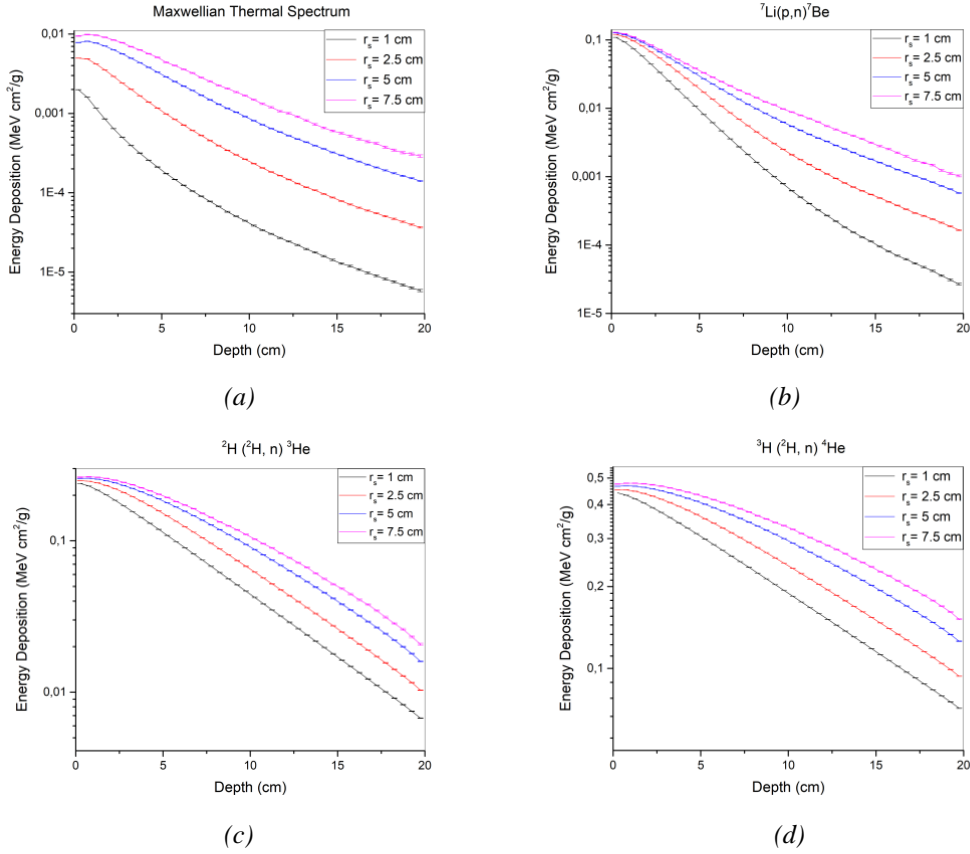 Maxwellian Thermal Spectrum
0,01
0,001
1E-4
1E-5
0 5 10 15 20
Energy Deposition (MeV cm²/g)
Depth (cm)
rₛ= 1 cm
rₛ= 2.5 cm
rₛ= 5 cm
rₛ= 7.5 cm
(a)
⁷Li(p,n)⁷Be
0,1
0,01
0,001
1E-4
1E-5
0 5 10 15 20
Energy Deposition (MeV cm²/g)
Depth (cm)
rₛ= 1 cm
rₛ= 2.5 cm
rₛ= 5 cm
rₛ= 7.5 cm
(b)
²H (²H, n) ³He
0,1
0,01
0 5 10 15 20
Energy Deposition (MeV cm²/g)
Depth (cm)
rₛ= 1 cm
rₛ= 2.5 cm
rₛ= 5 cm
rₛ= 7.5 cm
(c)
³H (²H, n) ⁴He
0,5
0,4
0,3
0,2
0,1
0 5 10 15 20
Energy Deposition (MeV cm²/g)
Depth (cm)
rₛ= 1 cm
rₛ= 2.5 cm
rₛ= 5 cm
rₛ= 7.5 cm
(d)